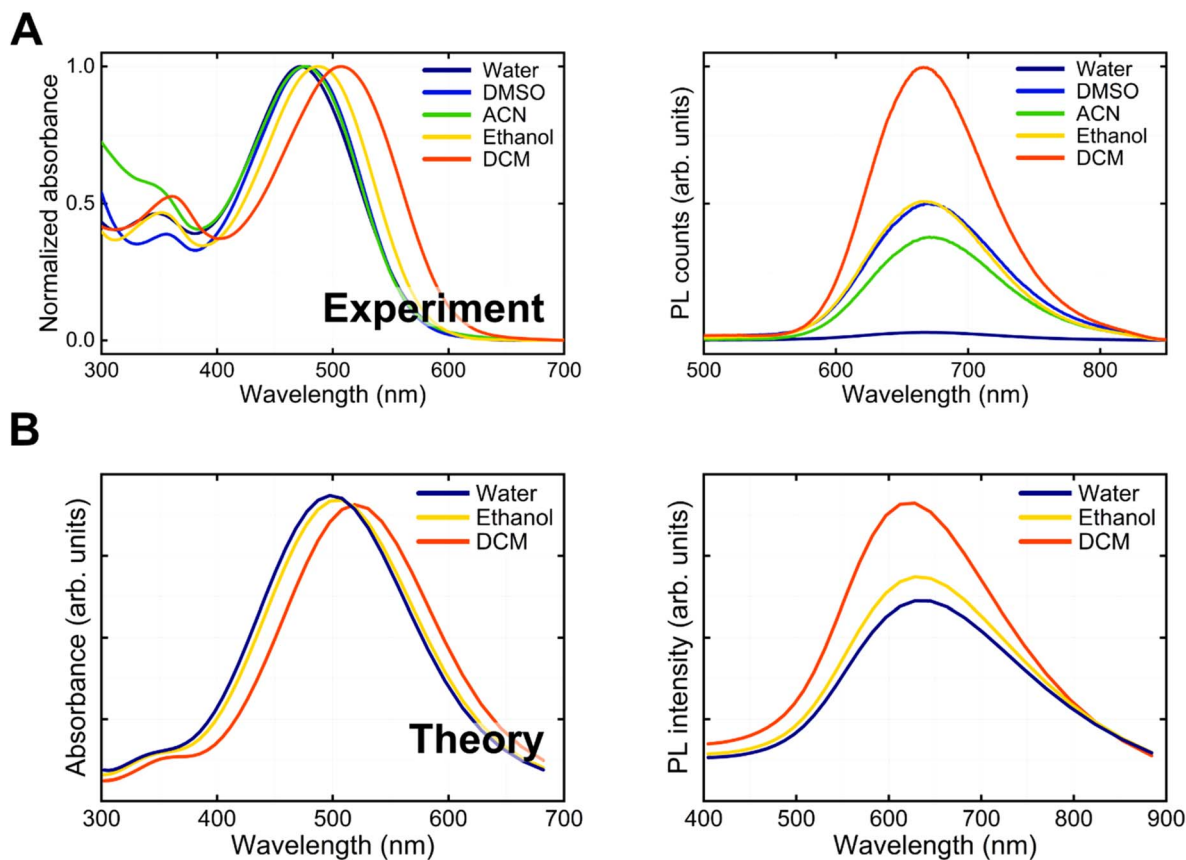 A
Normalized absorbance
1.0
0.5
0.0
Water
DMSO
ACN
Ethanol
DCM
Experiment
300 400 500 600 700
Wavelength (nm)
PL counts (arb. units)
Water
DMSO
ACN
Ethanol
DCM
500 600 700 800
Wavelength (nm)
B
Absorbance (arb. units)
Water
Ethanol
DCM
Theory
300 400 500 600 700
Wavelength (nm)
PL intensity (arb. units)
Water
Ethanol
DCM
400 500 600 700 800 900
Wavelength (nm)